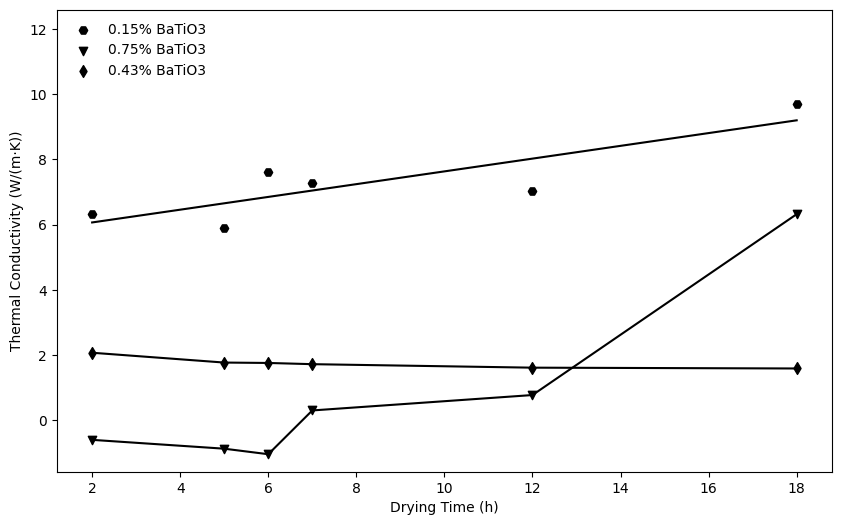 0.15% BaTiO3
0.75% BaTiO3
0.43% BaTiO3
Thermal Conductivity (W/(m·K))
12
10
8
6
4
2
0
2 4 6 8 10 12 14 16 18
Drying Time (h)